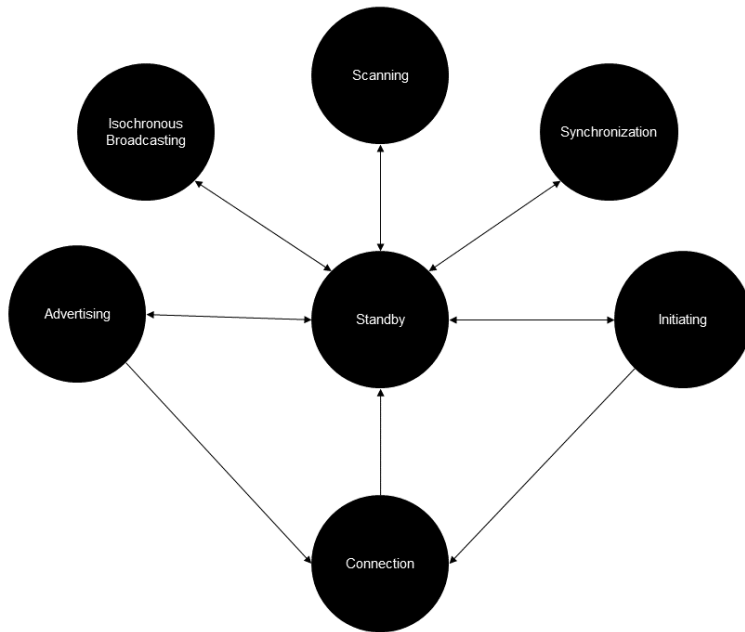 Scanning
Isochronous
Broadcasting
Synchronization
Advertising
Standby
Initiating
Connection